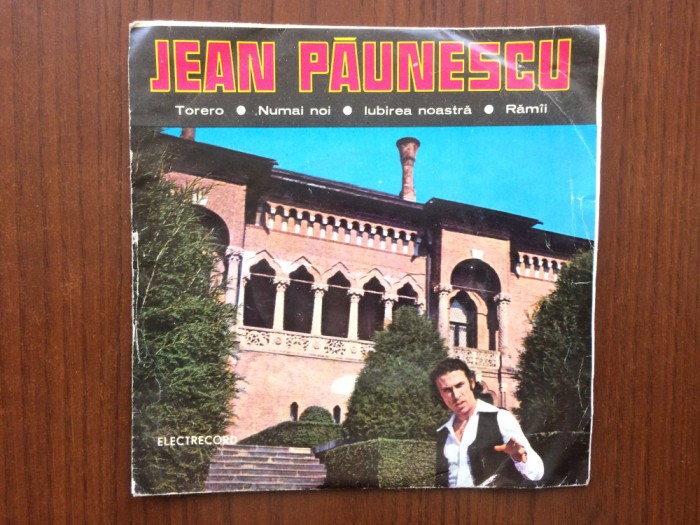 JEAN PĂUNESCU
Torero ● Numai noi ● Iubirea noastră ● Rămîi
ELECTRECORD